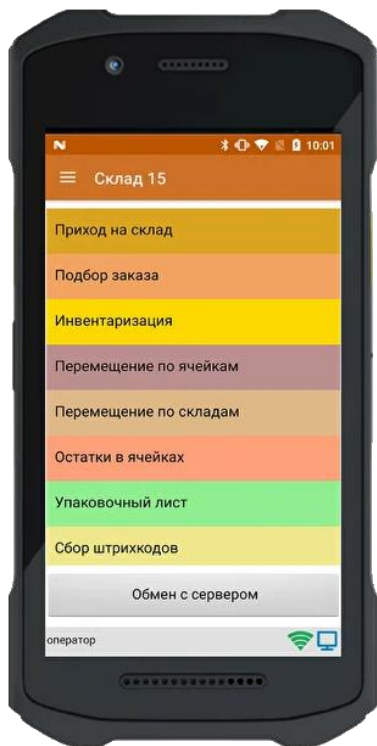 10:01
Склад 15
Приход на склад
Подбор заказа
Инвентаризация
Перемещение по ячейкам
Перемещение по складам
Остатки в ячейках
Упаковочный лист
Сбор штрихкодов
Обмен с сервером
оператор